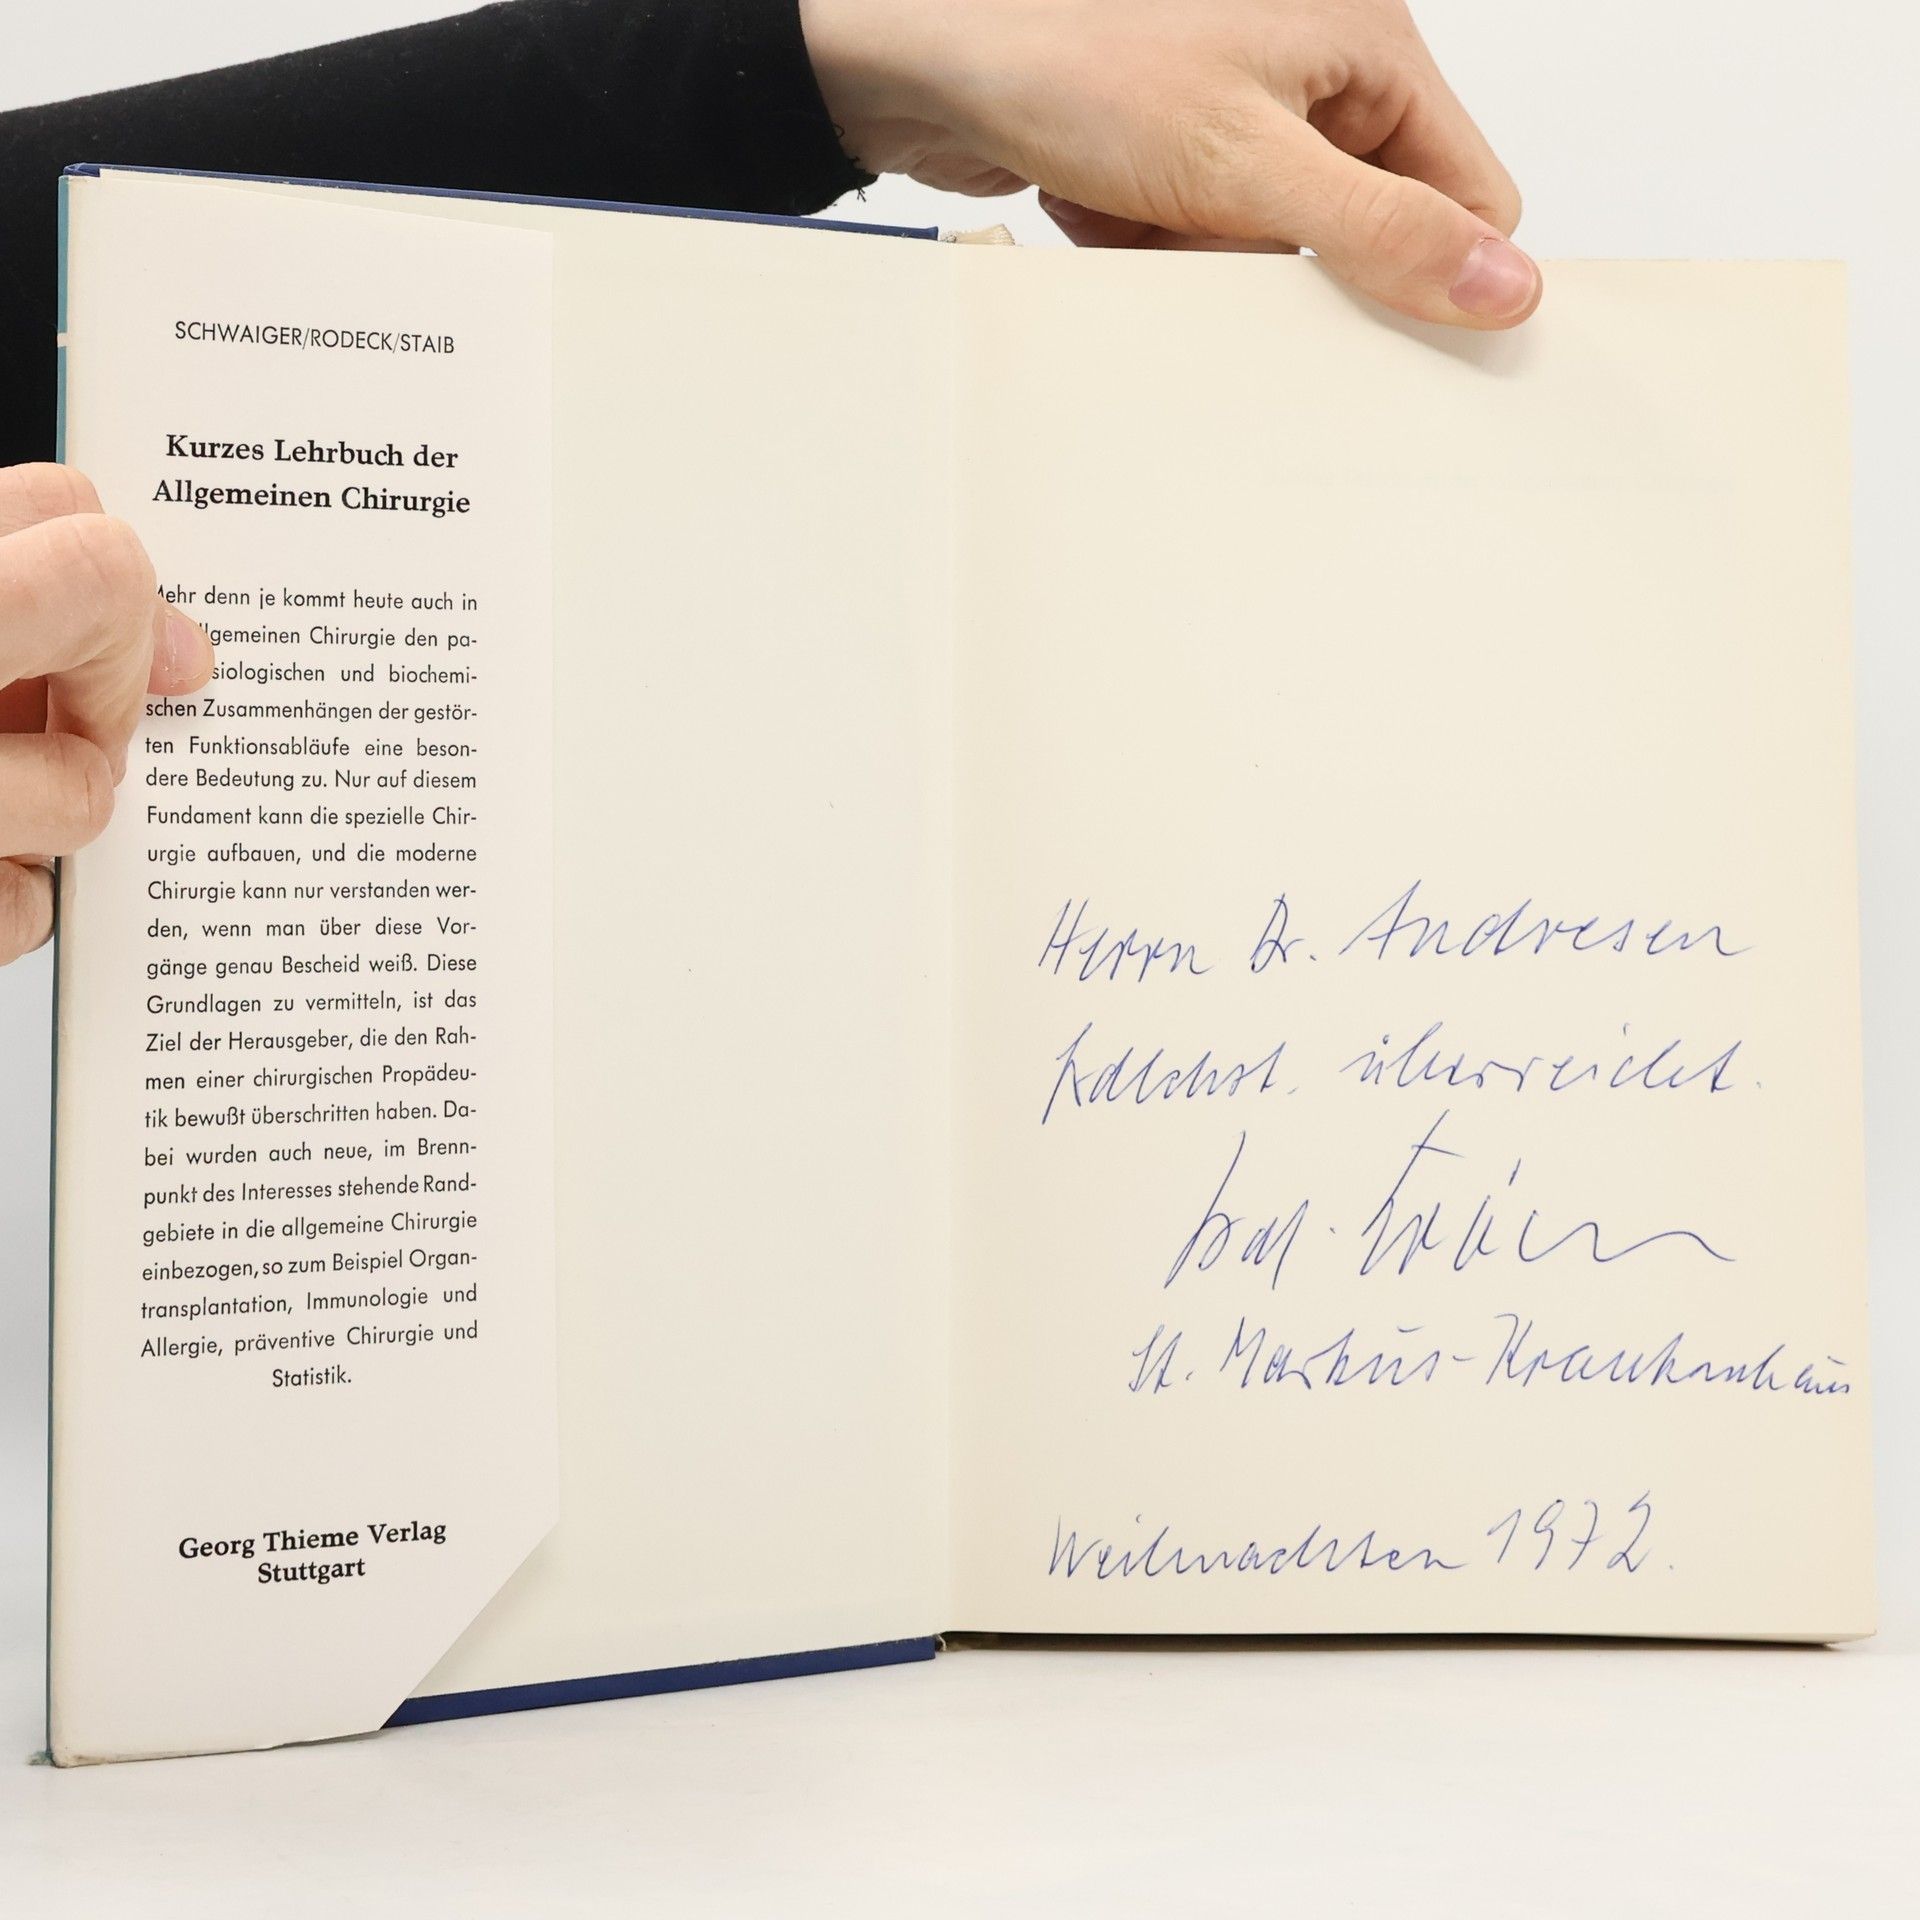 SCHWAIGER/RODECK/STAIB
Kurzes Lehrbuch der
Allgemeinen Chirurgie
Mehr denn je kommt heute auch in
lgemeinen Chirurgie den pa-
siologischen und biochemi-
schen Zusammenhängen der gestör-
ten Funktionsabläufe eine beson-
dere Bedeutung zu. Nur auf diesem
Fundament kann die spezielle Chir-
urgie aufbauen, und die moderne
Chirurgie kann nur verstanden wer-
den, wenn man über diese Vor-
gänge genau Bescheid weiß. Diese
Grundlagen zu vermitteln, ist das
Ziel der Herausgeber, die den Rah-
men einer chirurgischen Propädeu-
tik bewußt überschritten haben. Da-
bei wurden auch neue, im Brenn-
punkt des Interesses stehende Rand-
gebiete in die allgemeine Chirurgie
einbezogen, so zum Beispiel Organ-
transplantation, Immunologie und
Allergie, präventive Chirurgie und
Statistik.
Georg Thieme Verlag
Stuttgart
Herrn Dr. Andresen
überreicht.
St. Markus-Krankenhaus
Weihnachten 1972.